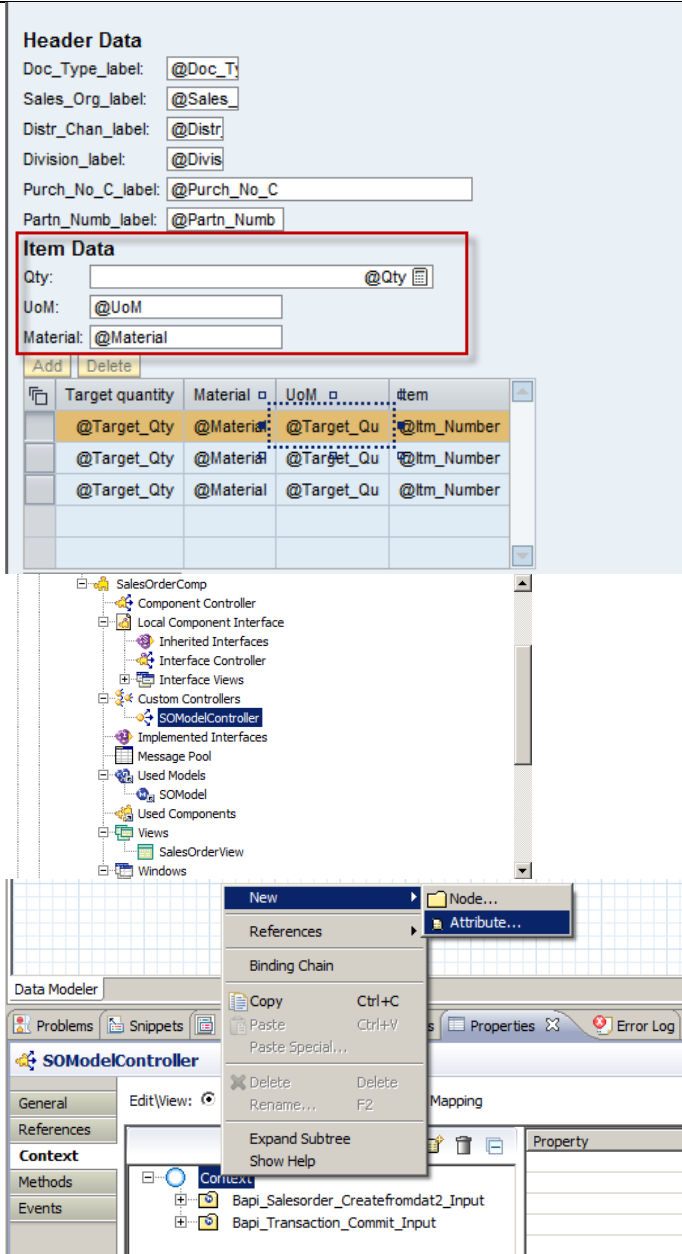 Header Data
Doc_Type_label: @Doc_Ty
Sales_Org_label: @Sales_
Distr_Chan_label: @Distr
Division_label: @Divis
Purch_No_C_label: @Purch_No_C
Partn_Numb_label: @Partn_Numb
Item Data
Qty: @Qty
UoM: @UoM
Material: @Material
Add Delete
Target quantity Material UoM Item
@Target_Qty @Material @Target_Qu @Itm_Number
@Target_Qty @Material @Target_Qu @Itm_Number
@Target_Qty @Material @Target_Qu @Itm_Number
SalesOrderComp
Component Controller
Local Component Interface
Inherited Interfaces
Interface Controller
Interface Views
Custom Controllers
SOModelController
Implemented Interfaces
Message Pool
Used Models
SOModel
Used Components
Views
SalesOrderView
Windows
New Node...
References Attribute...
Binding Chain
Data Modeler
Copy Ctrl+C
Problems Snippets Paste Ctrl+V s Properties Error Log
Paste Special...
SOModelController
Delete Delete
General Edit\View: Rename... F2 Mapping
References
Expand Subtree Property
Context Show Help
Methods Context
Events Bapi_Salesorder_Createfromdat2_Input
Bapi_Transaction_Commit_Input